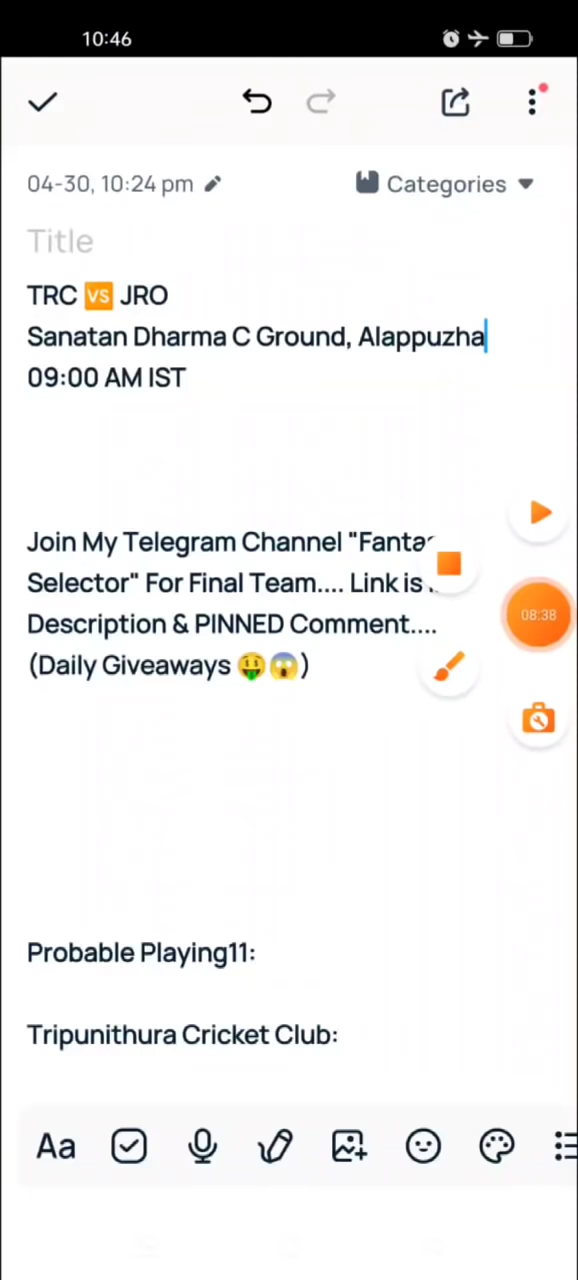 10:46
04-30, 10:24 pm
Categories
Title
TRC 🆚 JRO
Sanatan Dharma C Ground, Alappuzha
09:00 AM IST
Join My Telegram Channel "Fantas
Selector" For Final Team.... Link is
08:38
Description & PINNED Comment....
(Daily Giveaways 🤑😱)
Probable Playing11:
Tripunithura Cricket Club:
Aa